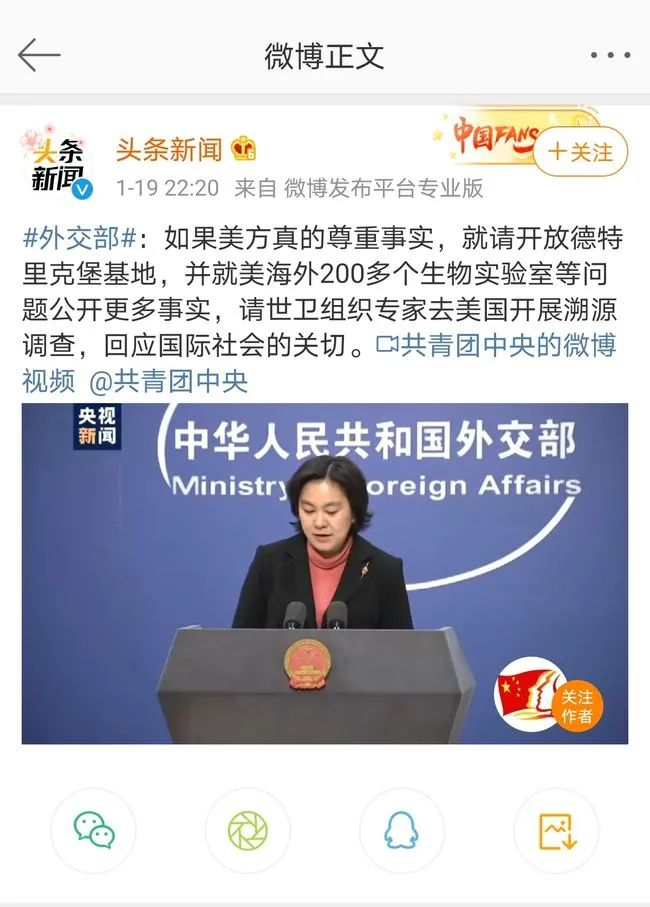 微博正文
头条
新闻
头条新闻
中国FANS
+关注
1-19 22:20 来自 微博发布平台专业版
#外交部#：如果美方真的尊重事实，就请开放德特
里克堡基地，并就美海外200多个生物实验室等问
题公开更多事实，请世卫组织专家去美国开展溯源
调查，回应国际社会的关切。共青团中央的微博
视频 @共青团中央
央视
新闻
中华人民共和国外交部
Ministry Foreign Affairs
关注
作者